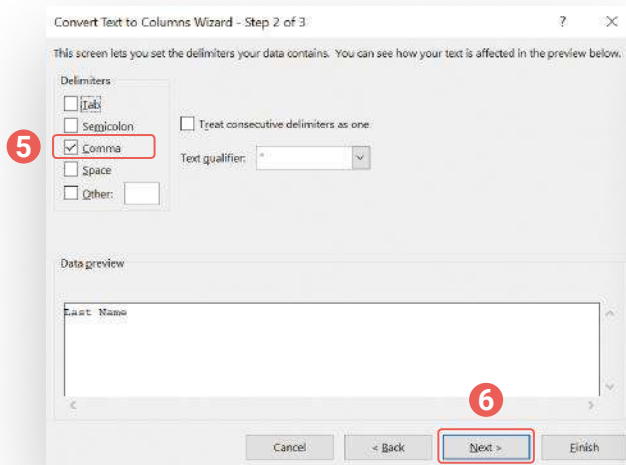 Convert Text to Columns Wizard - Step 2 of 3 ? ×
This screen lets you set the delimiters your data contains. You can see how your text is affected in the preview below.
Delimiters
Tab
Semicolon
5 Comma
Space
Other:
Treat consecutive delimiters as one
Text qualifier: "
Data preview
Last Name
6
Cancel < Back Next > Finish